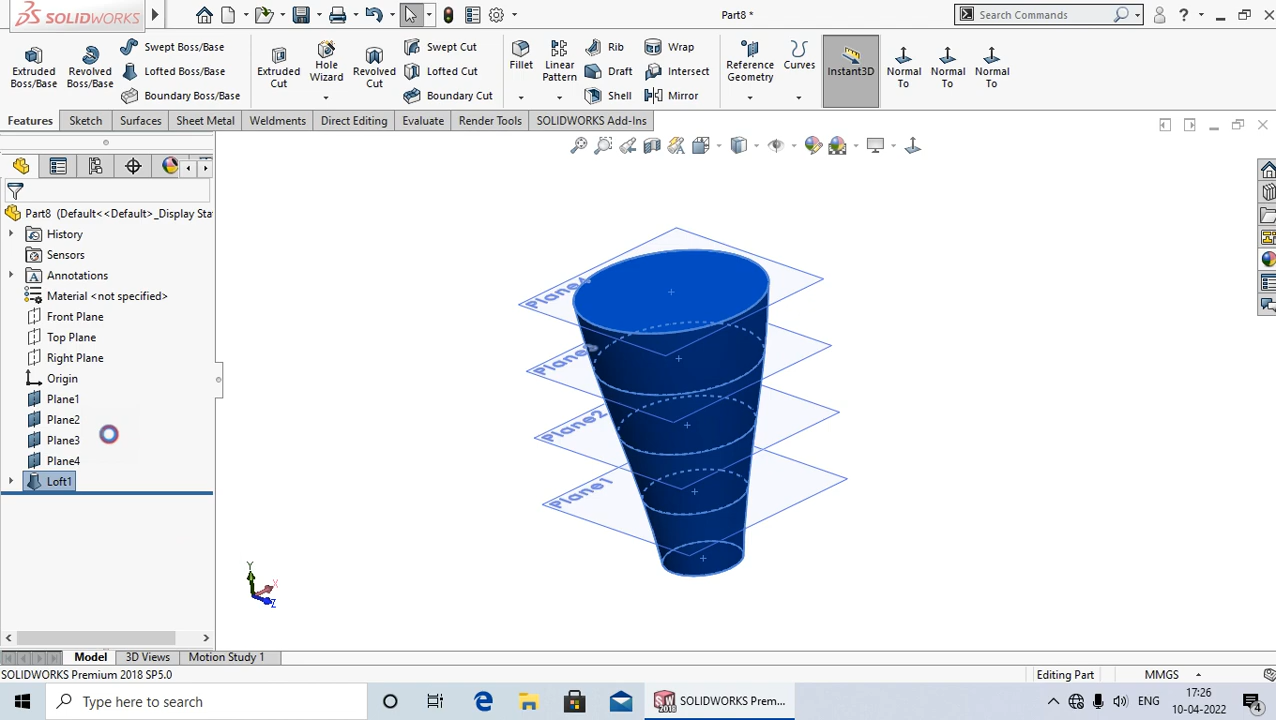 SOLIDWORKS
Part8 *
Search Commands
Extruded Boss/Base
Revolved Boss/Base
Swept Boss/Base
Lofted Boss/Base
Boundary Boss/Base
Extruded Cut
Hole Wizard
Revolved Cut
Swept Cut
Lofted Cut
Boundary Cut
Fillet
Linear Pattern
Rib
Draft
Shell
Wrap
Intersect
Mirror
Reference Geometry
Curves
Instant3D
Normal To
Normal To
Normal To
Features
Sketch
Surfaces
Sheet Metal
Weldments
Direct Editing
Evaluate
Render Tools
SOLIDWORKS Add-Ins
Part8 (Default<<Default>_Display Sta
History
Sensors
Annotations
Material <not specified>
Front Plane
Top Plane
Right Plane
Origin
Plane1
Plane2
Plane3
Plane4
Loft1
Plane4
Plane3
Plane2
Plane1
Y
X
Z
Model
3D Views
Motion Study 1
SOLIDWORKS Premium 2018 SP5.0
Editing Part
MMGS
Type here to search
SOLIDWORKS Prem...
ENG
17:26
10-04-2022
4